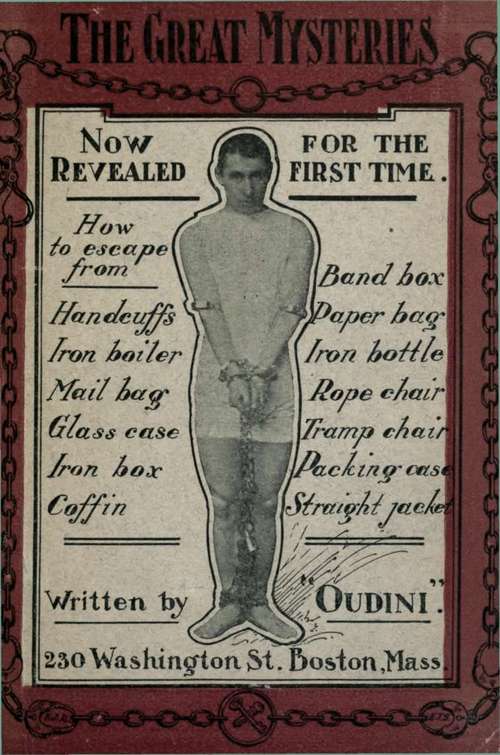 THE GREAT MYSTERIES
NOW REVEALED
FOR THE FIRST TIME.
How
to escape
from
Handcuffs
Iron boiler
Mail bag
Glass case
Iron box
Coffin
Band box
Paper bag
Iron bottle
Rope chair
Tramp chair
Packing case
Straight jacket
Written by "OUDINI".
230 Washington St. Boston, Mass.